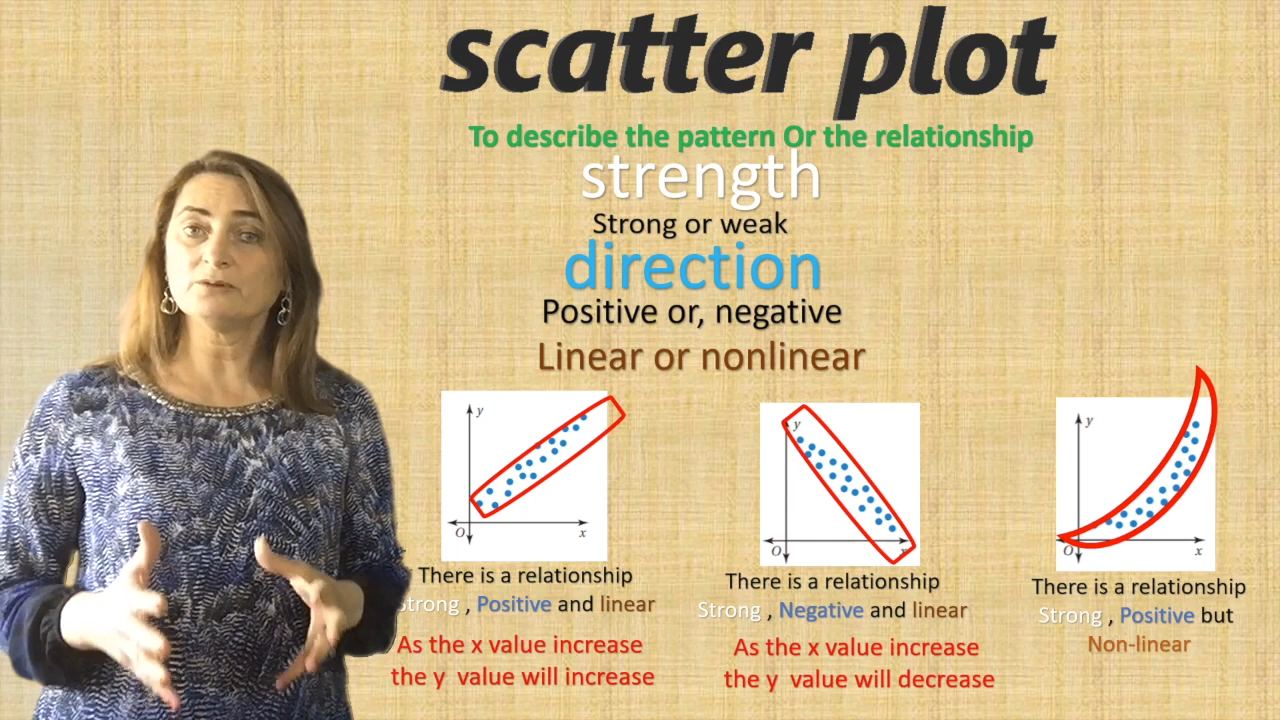 scatter plot
To describe the pattern Or the relationship
strength
Strong or weak
direction
Positive or, negative
Linear or nonlinear
y
O
x
There is a relationship
Strong , Positive and linear
As the x value increase
the y value will increase
y
O
x
There is a relationship
Strong , Negative and linear
As the x value increase
the y value will decrease
y
O
x
There is a relationship
Strong , Positive but
Non-linear